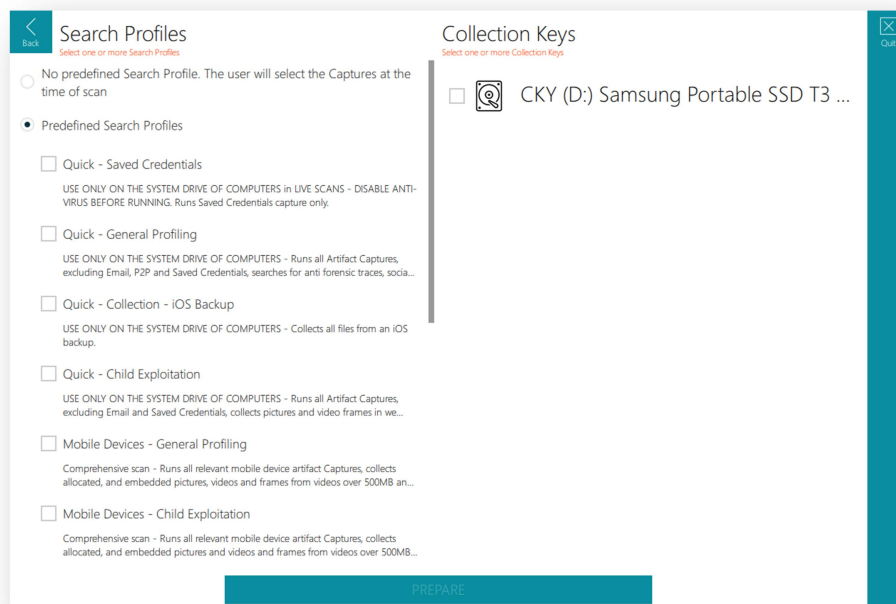 Back
Search Profiles
Select one or more Search Profiles
No predefined Search Profile. The user will select the Captures at the
time of scan
Predefined Search Profiles
Quick - Saved Credentials
USE ONLY ON THE SYSTEM DRIVE OF COMPUTERS in LIVE SCANS - DISABLE ANTI-
VIRUS BEFORE RUNNING. Runs Saved Credentials capture only.
Quick - General Profiling
USE ONLY ON THE SYSTEM DRIVE OF COMPUTERS - Runs all Artifact Captures,
excluding Email, P2P and Saved Credentials, searches for anti forensic traces, socia...
Quick - Collection - iOS Backup
USE ONLY ON THE SYSTEM DRIVE OF COMPUTERS - Collects all files from an iOS
backup.
Quick - Child Exploitation
USE ONLY ON THE SYSTEM DRIVE OF COMPUTERS - Runs all Artifact Captures,
excluding Email and Saved Credentials, collects pictures and video frames in we...
Mobile Devices - General Profiling
Comprehensive scan - Runs all relevant mobile device artifact Captures, collects
allocated, and embedded pictures, videos and frames from videos over 500MB an...
Mobile Devices - Child Exploitation
Comprehensive scan - Runs all relevant mobile device artifact Captures, collects
allocated, and embedded pictures and videos and frames from videos over 500MB...
Collection Keys
Select one or more Collection Keys
CKY (D:) Samsung Portable SSD T3 ...
Quit
PREPARE